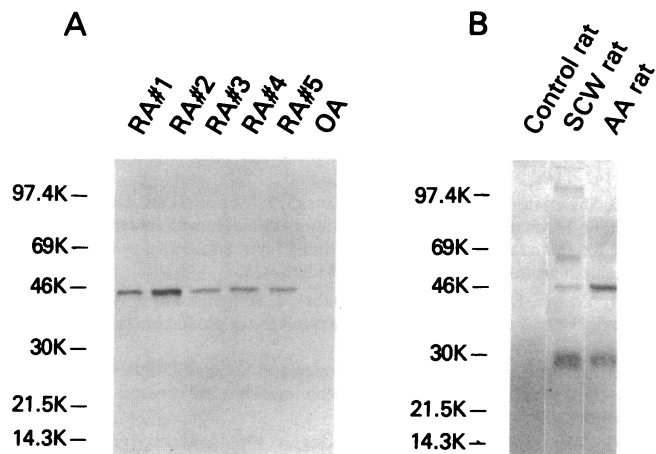 A
RA#1
RA#2
RA#3
RA#4
RA#5
OA
97.4K
69K
46K
30K
21.5K
14.3K
B
Control rat
SCW rat
AA rat
97.4K
69K
46K
30K
21.5K
14.3K